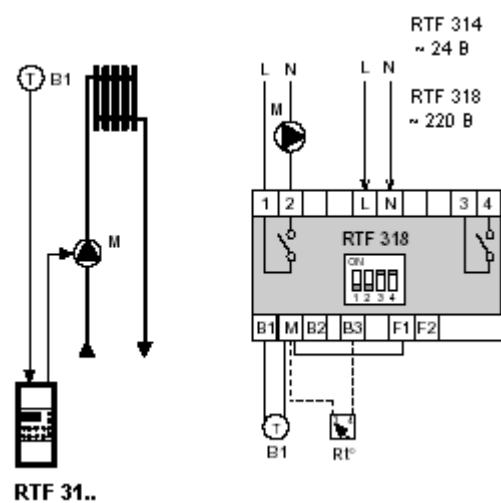 RTF 314
~ 24 В
L N
L N
RTF 318
~ 220 В
T B1
M
M
1 2 L N 3 4
RTF 318
ON
1 2 3 4
B1 M B2 B3 F1 F2
T
B1
Rt°
RTF 31..